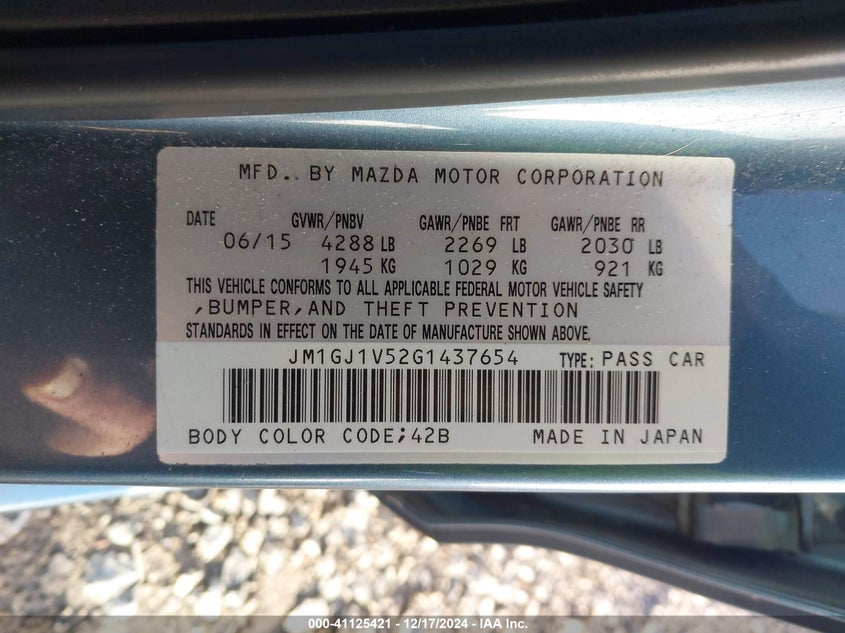 MFD. BY MAZDA MOTOR CORPORATION
DATE GVWR/PNBV GAWR/PNBE FRT GAWR/PNBE RR
06/15 4288 LB 2269 LB 2030 LB
1945 KG 1029 KG 921 KG
THIS VEHICLE CONFORMS TO ALL APPLICABLE FEDERAL MOTOR VEHICLE SAFETY
,BUMPER,AND THEFT PREVENTION
STANDARDS IN EFFECT ON THE DATE OF MANUFACTURE SHOWN ABOVE.
JM1GJ1V52G1437654 TYPE: PASS CAR
BODY COLOR CODE;42B MADE IN JAPAN
000-41125421 - 12/17/2024 - IAA Inc.